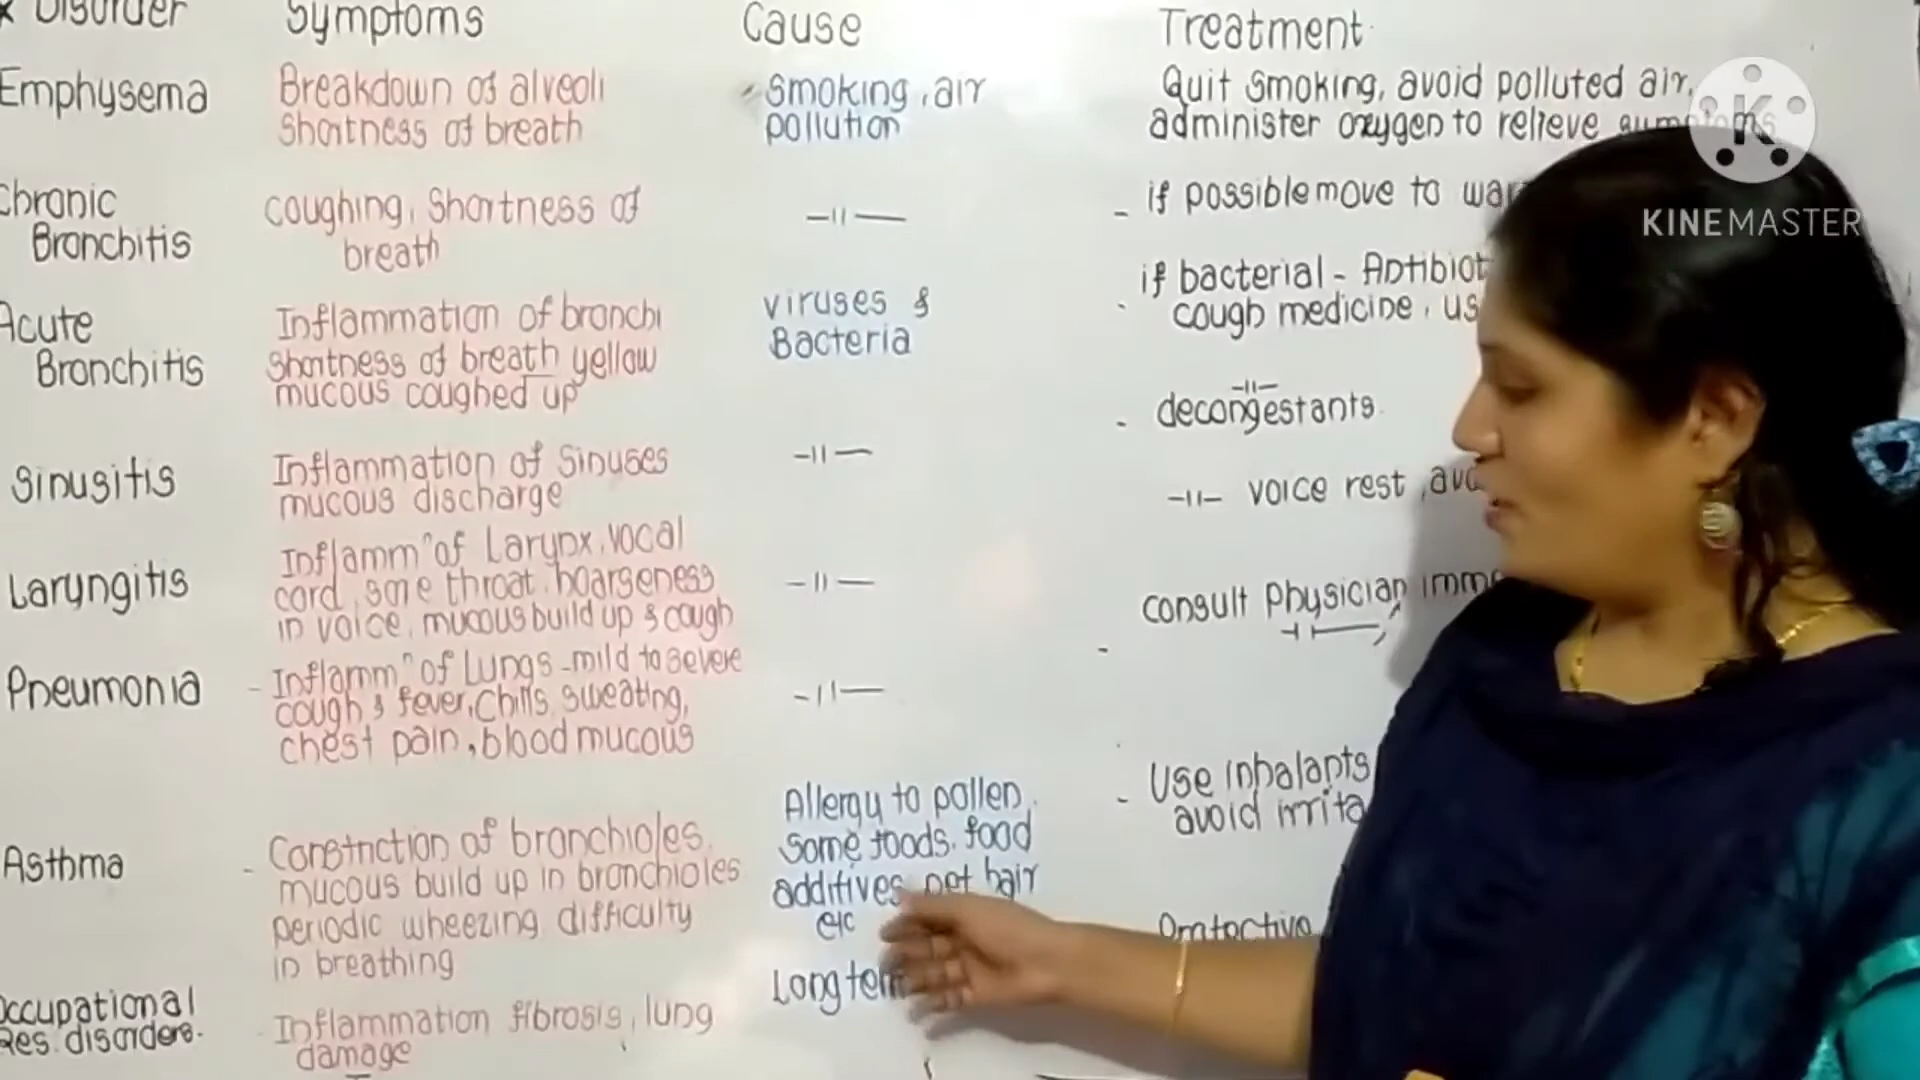 Disorder Symptoms Cause Treatment
Emphysema Breakdown of alveoli Smoking, air Quit smoking, avoid polluted air,
Shortness of breath pollution administer oxygen to relieve symptoms
Chronic coughing, Shortness of -11- - if possible move to
Bronchitis breath
Acute Inflammation of bronchi viruses & if bacterial - Antibiot
Bronchitis Shortness of breath yellow Bacteria cough medicine, us
mucous coughed up
-11-
Sinusitis Inflammation of Sinuses -11- - decongestants.
mucous discharge
-11- voice rest, avo
Laryngitis Inflammⁿ of Larynx, vocal -11-
cord, sore throat, hoarseness consult physician imm
in voice, mucous build up & cough
Pneumonia - Inflammⁿ of Lungs - mild to severe -11- -11-
cough & fever, chills, sweating,
chest pain, blood mucous
Asthma - Constriction of bronchioles, Allergy to pollen, - Use inhalants
mucous build up in bronchioles some foods, food avoid irrita
periodic wheezing difficulty additives, pet hair
in breathing etc
Occupational - Inflammation fibrosis, lung Long term Protective
Res. disorders. damage
K
KINEMASTER